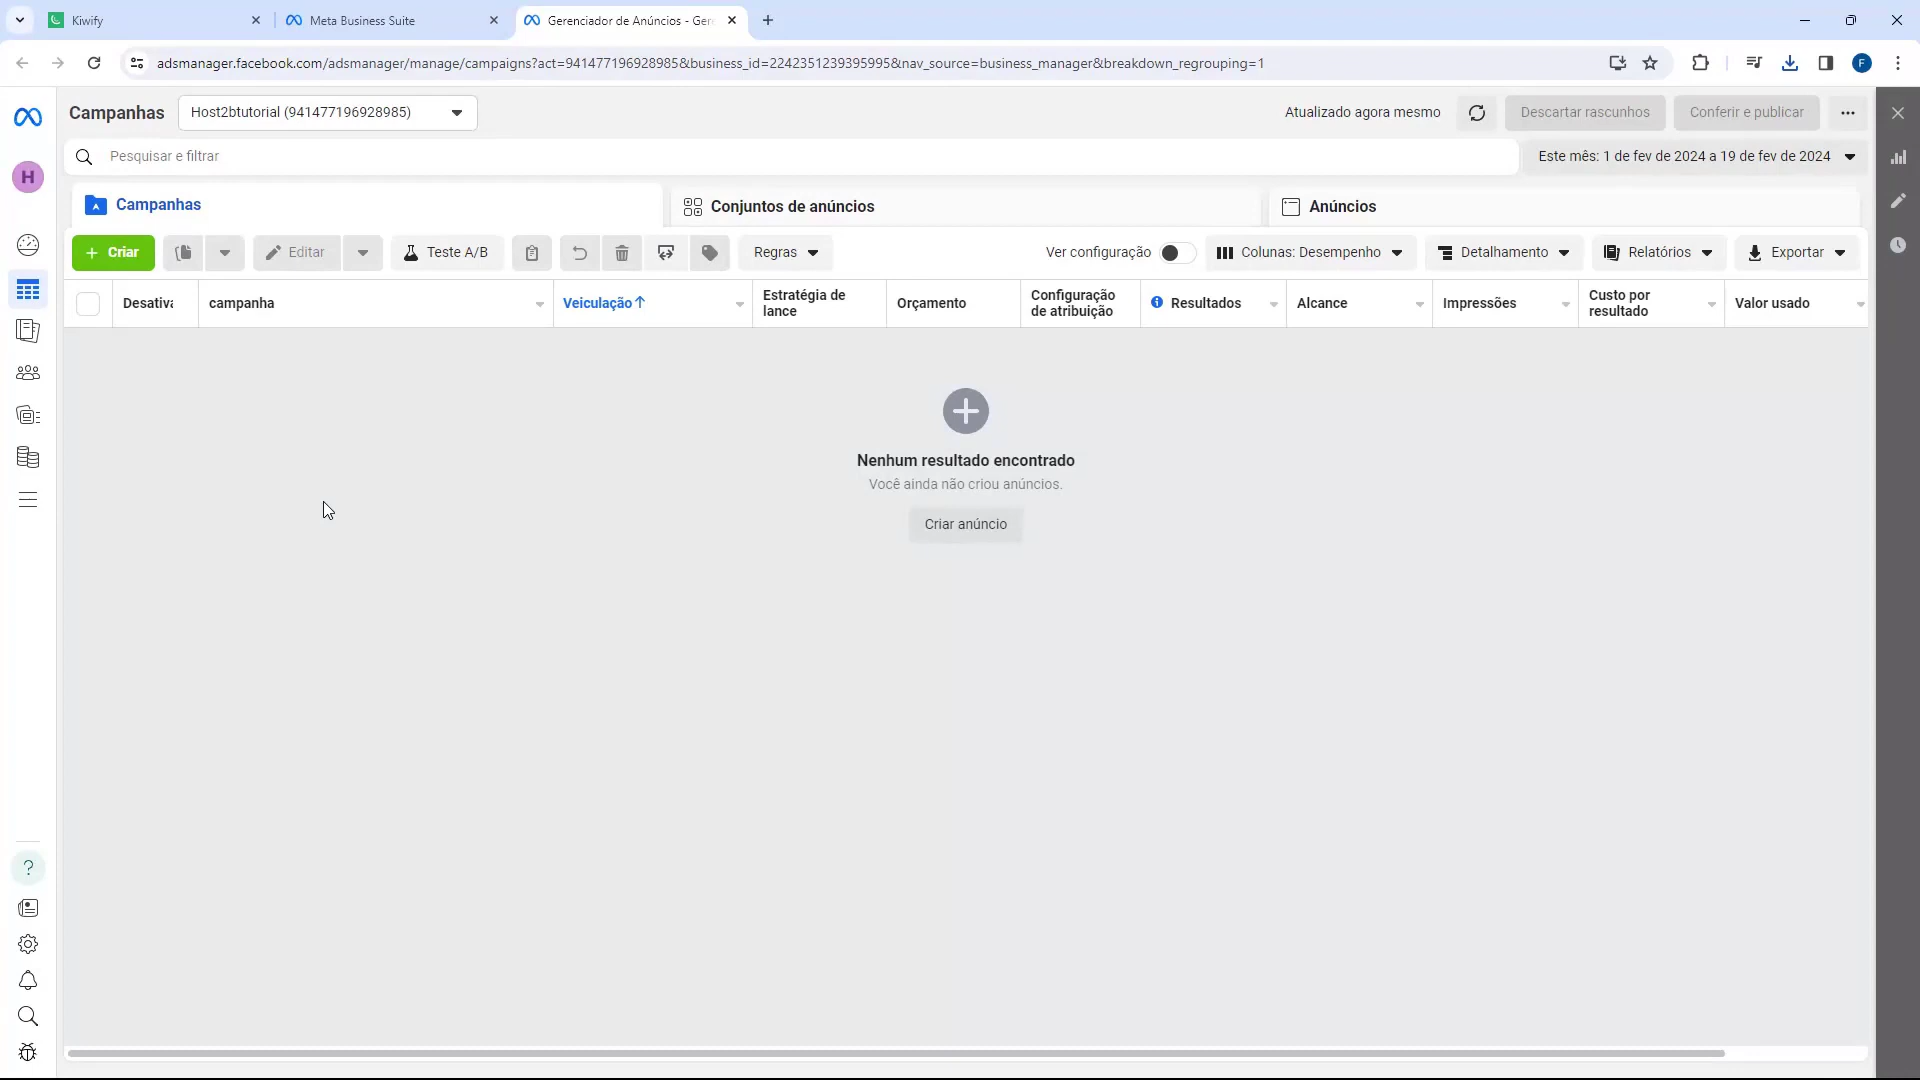 Kiwify
Meta Business Suite
Gerenciador de Anúncios - Ger
adsmanager.facebook.com/adsmanager/manage/campaigns?act=941477196928985&business_id=224235123939​5995&nav_source=business_manager&breakdown_regrouping=1
F
Campanhas
Host2btutorial (941477196928985)
Atualizado agora mesmo
Descartar rascunhos
Conferir e publicar
H
Pesquisar e filtrar
Este mês: 1 de fev de 2024 a 19 de fev de 2024
Campanhas
Conjuntos de anúncios
Anúncios
+ Criar
Editar
Teste A/B
Regras
Ver configuração
Colunas: Desempenho
Detalhamento
Relatórios
Exportar
Desativa
campanha
Veiculação↑
Estratégia de
lance
Orçamento
Configuração
de atribuição
Resultados
Alcance
Impressões
Custo por
resultado
Valor usado
Nenhum resultado encontrado
Você ainda não criou anúncios.
Criar anúncio